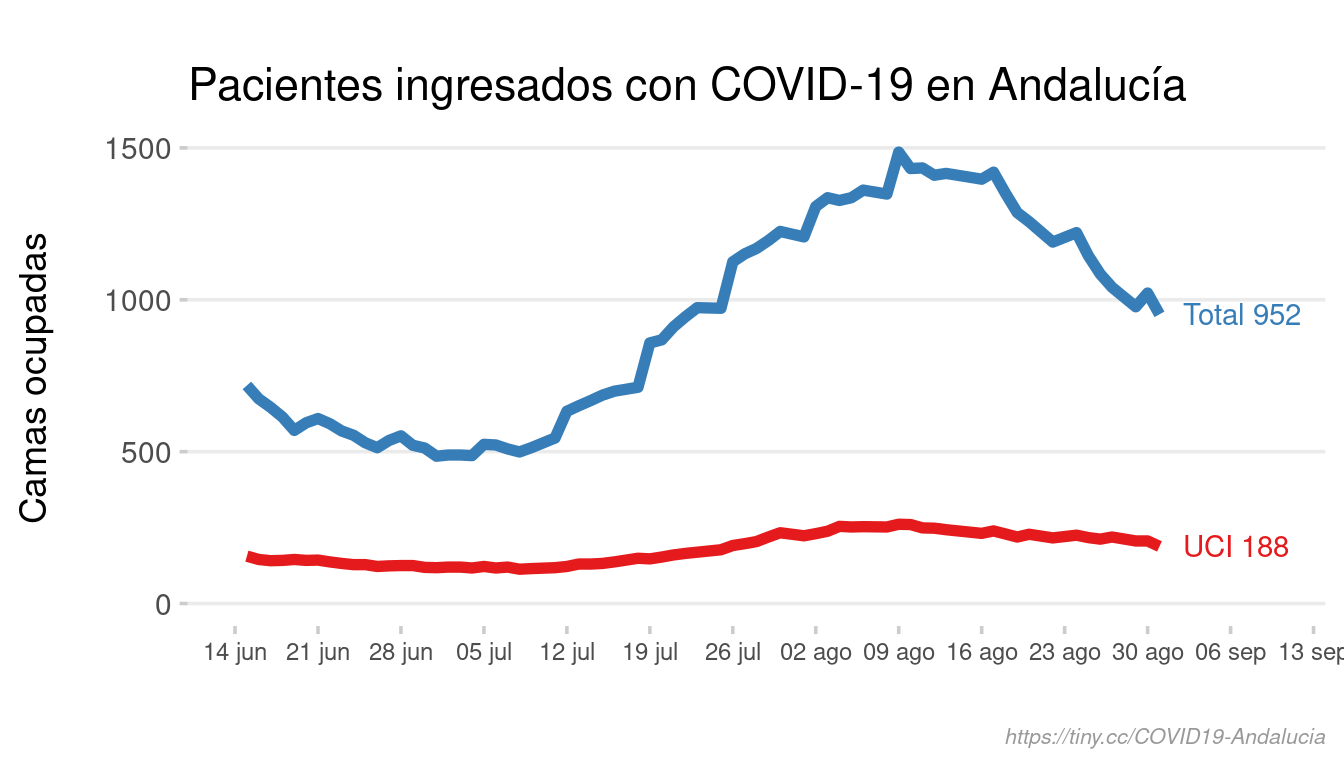 Pacientes ingresados con COVID-19 en Andalucía
Camas ocupadas
1500
1000
500
0
Total 952
UCI 188
14 jun 21 jun 28 jun 05 jul 12 jul 19 jul 26 jul 02 ago 09 ago 16 ago 23 ago 30 ago 06 sep 13 sep
https://tiny.cc/COVID19-Andalucia